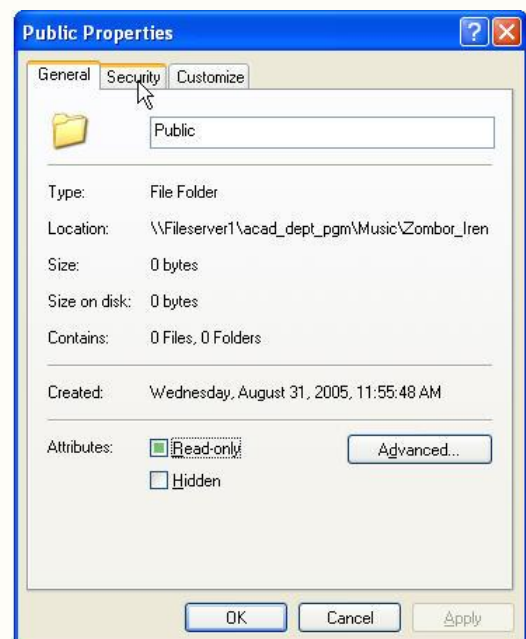 Public Properties
General Security Customize
Public
Type: File Folder
Location: \\Fileserver1\acad_dept_pgm\Music\Zombor_Iren
Size: 0 bytes
Size on disk: 0 bytes
Contains: 0 Files, 0 Folders
Created: Wednesday, August 31, 2005, 11:55:48 AM
Attributes: Read-only Advanced...
Hidden
OK Cancel Apply